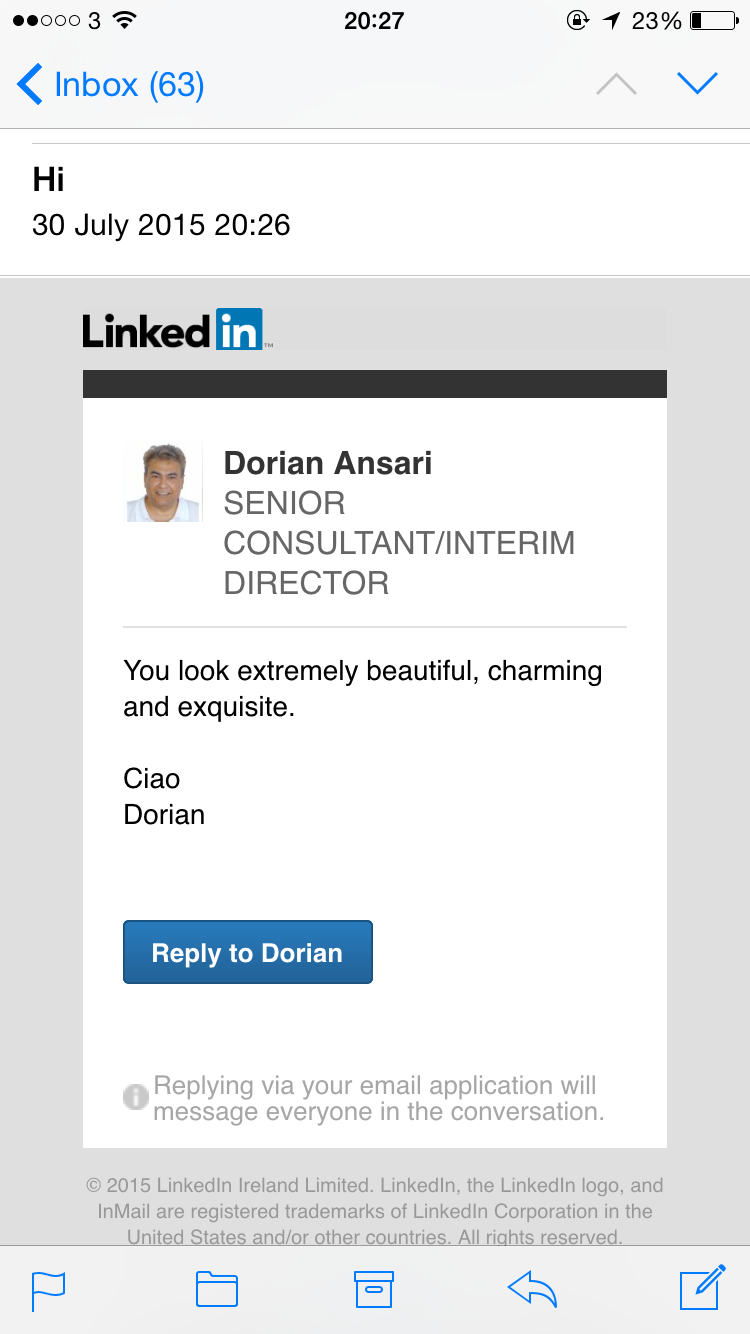 3 20:27 23%
Inbox (63)
Hi
30 July 2015 20:26
Linked in ™
Dorian Ansari
SENIOR
CONSULTANT/INTERIM
DIRECTOR
You look extremely beautiful, charming
and exquisite.
Ciao
Dorian
Reply to Dorian
Replying via your email application will
message everyone in the conversation.
© 2015 LinkedIn Ireland Limited. LinkedIn, the LinkedIn logo, and
InMail are registered trademarks of LinkedIn Corporation in the
United States and/or other countries. All rights reserved.